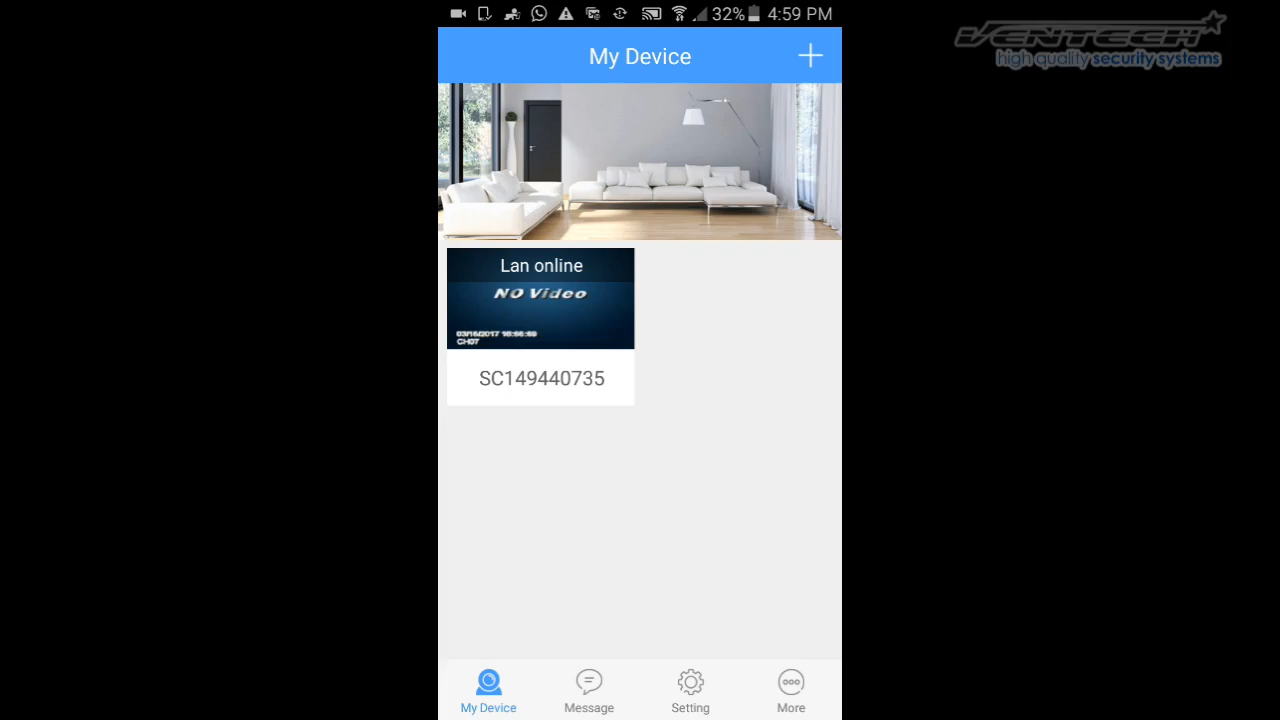 32% 4:59 PM
VENTECH
high quality security systems
My Device
Lan online
NO Video
CH07
SC149440735
My Device
Message
Setting
More